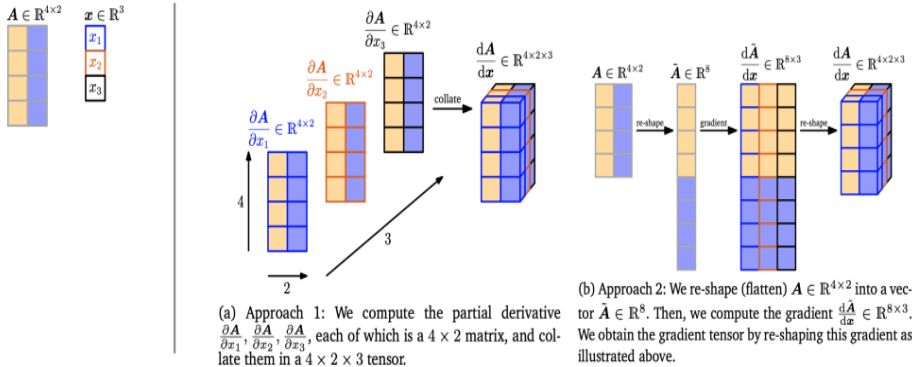 A ∈ ℝ^{4×2}
x ∈ ℝ^3
x_1
x_2
x_3
∂A/∂x_1 ∈ ℝ^{4×2}
∂A/∂x_2 ∈ ℝ^{4×2}
∂A/∂x_3 ∈ ℝ^{4×2}
dA/dx ∈ ℝ^{4×2×3}
collate
4
2
3
(a) Approach 1: We compute the partial derivative
∂A/∂x_1, ∂A/∂x_2, ∂A/∂x_3, each of which is a 4 × 2 matrix, and col-
late them in a 4 × 2 × 3 tensor.
A ∈ ℝ^{4×2}
Ã ∈ ℝ^8
dÃ/dx ∈ ℝ^{8×3}
dA/dx ∈ ℝ^{4×2×3}
re-shape
gradient
re-shape
(b) Approach 2: We re-shape (flatten) A ∈ ℝ^{4×2} into a vec-
tor Ã ∈ ℝ^8. Then, we compute the gradient dÃ/dx ∈ ℝ^{8×3}.
We obtain the gradient tensor by re-shaping this gradient as
illustrated above.